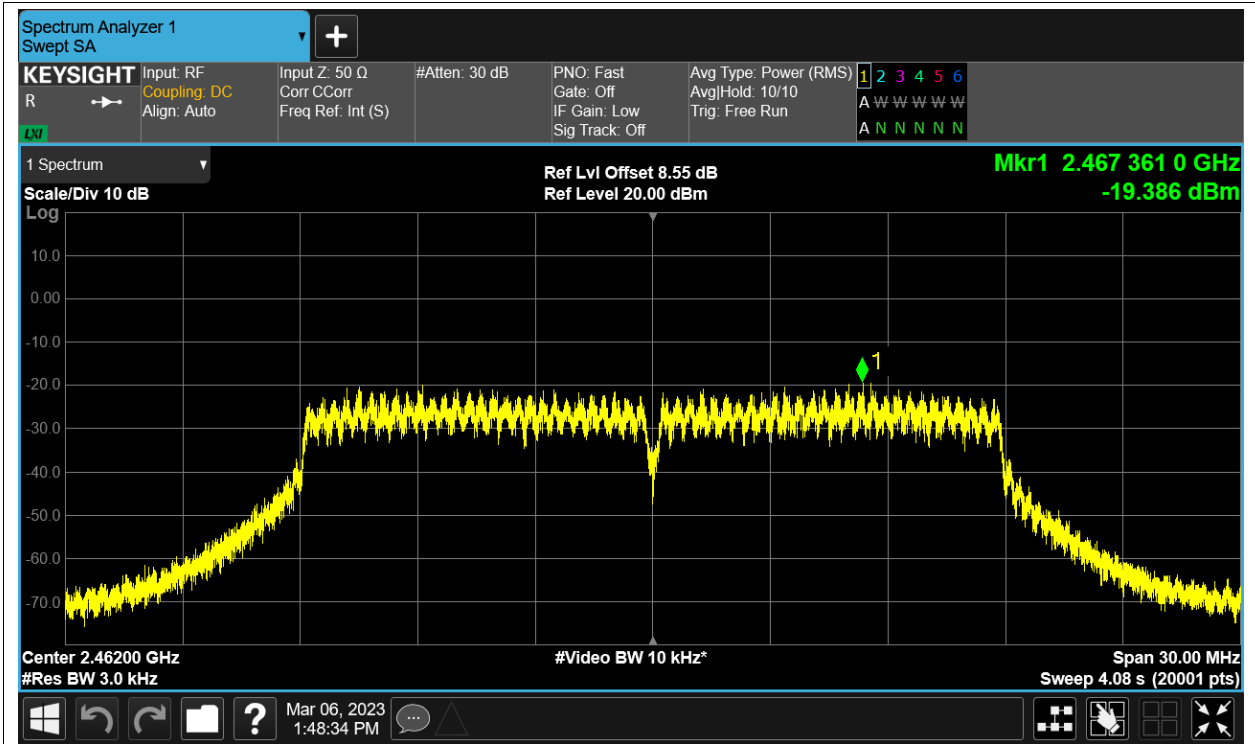 Spectrum Analyzer 1
Swept SA
+
KEYSIGHT
R
LXI
Input: RF
Coupling: DC
Align: Auto
Input Z: 50 Ω
Corr CCorr
Freq Ref: Int (S)
#Atten: 30 dB
PNO: Fast
Gate: Off
IF Gain: Low
Sig Track: Off
Avg Type: Power (RMS)
Avg|Hold: 10/10
Trig: Free Run
1 2 3 4 5 6
A W W W W W
A N N N N N
1 Spectrum
Scale/Div 10 dB
Log
Ref Lvl Offset 8.55 dB
Ref Level 20.00 dBm
Mkr1 2.467 361 0 GHz
-19.386 dBm
10.0
0.00
-10.0
-20.0
-30.0
-40.0
-50.0
-60.0
-70.0
1
Center 2.46200 GHz
#Res BW 3.0 kHz
#Video BW 10 kHz*
Span 30.00 MHz
Sweep 4.08 s (20001 pts)
?
Mar 06, 2023
1:48:34 PM